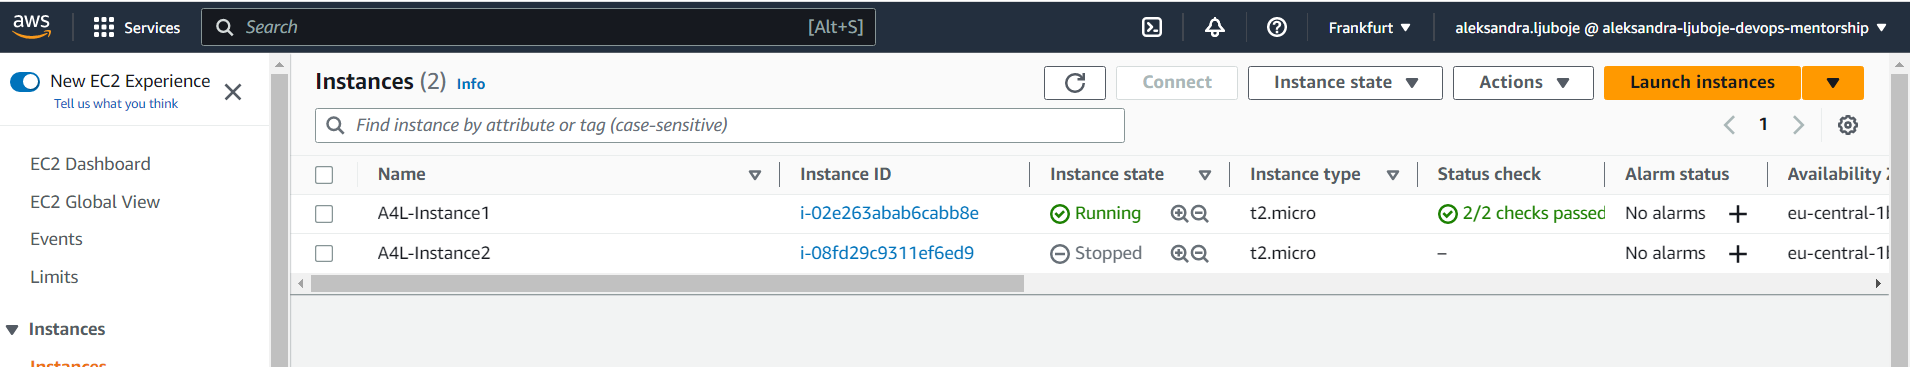 aws Services Search [Alt+S] Frankfurt aleksandra.ljuboje @ aleksandra-ljuboje-devops-mentorship
New EC2 Experience
Tell us what you think
EC2 Dashboard
EC2 Global View
Events
Limits
Instances
Instances
Instances (2) Info Connect Instance state Actions Launch instances
Find instance by attribute or tag (case-sensitive) 1
Name Instance ID Instance state Instance type Status check Alarm status Availability
A4L-Instance1 i-02e263abab6cabb8e Running t2.micro 2/2 checks passed No alarms eu-central-1
A4L-Instance2 i-08fd29c9311ef6ed9 Stopped t2.micro – No alarms eu-central-1